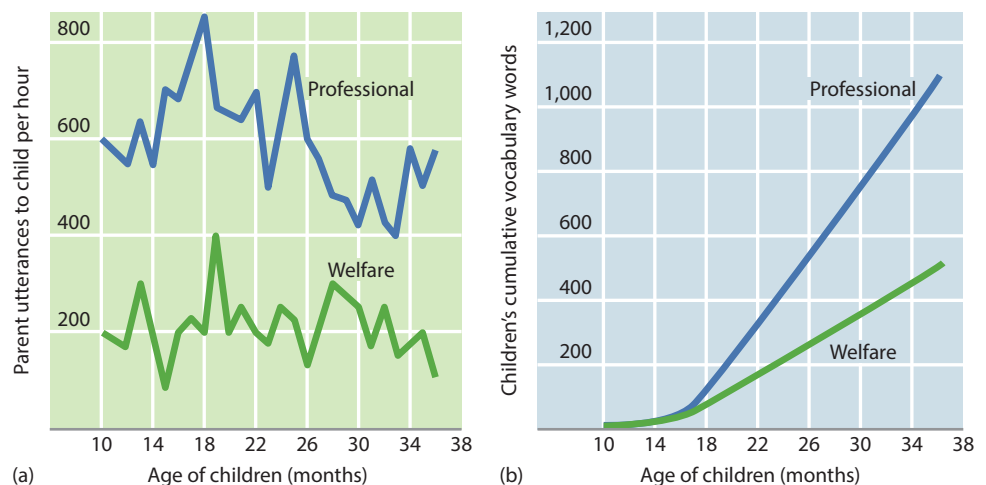 Parent utterances to child per hour
800
600
400
200
Professional
Welfare
10 14 18 22 26 30 34 38
(a) Age of children (months)
Children's cumulative vocabulary words
1,200
1,000
800
600
400
200
Professional
Welfare
10 14 18 22 26 30 34 38
(b) Age of children (months)